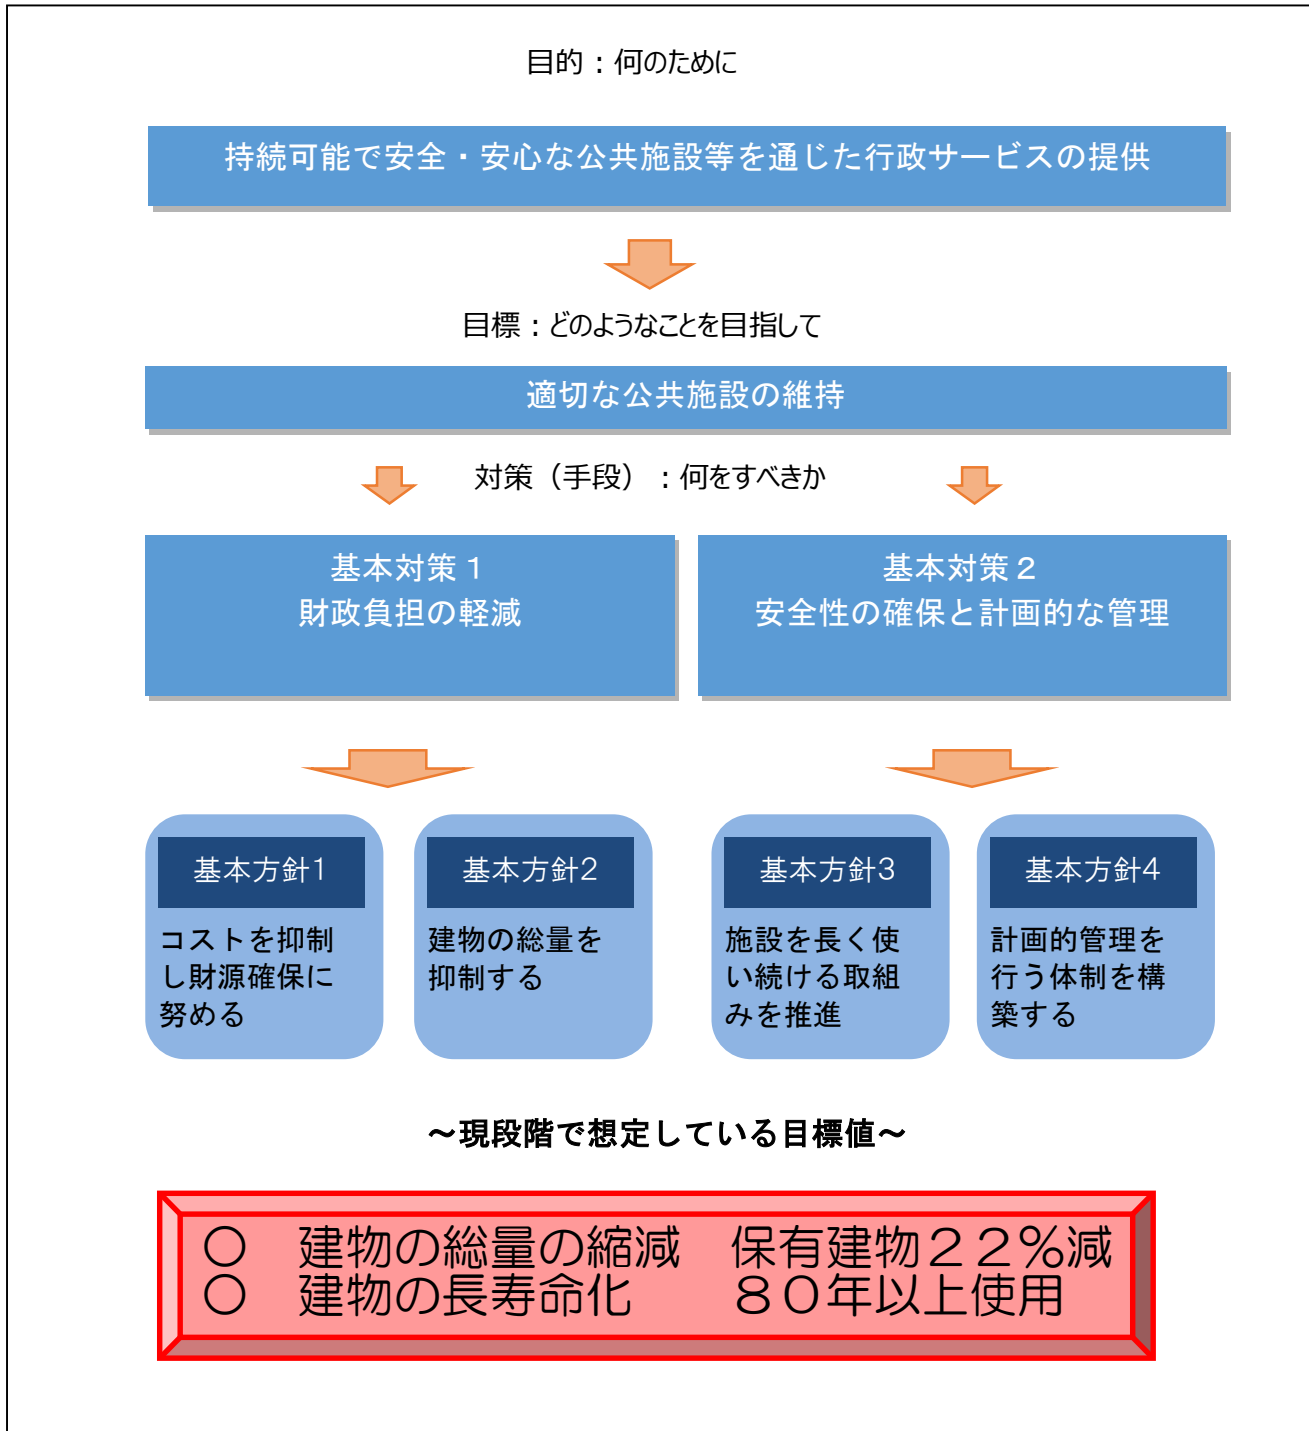 目的：何のために
持続可能で安全・安心な公共施設等を通じた行政サービスの提供
目標：どのようなことを目指して
適切な公共施設の維持
対策（手段）：何をすべきか
基本対策１
財政負担の軽減
基本対策２
安全性の確保と計画的な管理
基本方針1
コストを抑制
し財源確保に
努める
基本方針2
建物の総量を
抑制する
基本方針3
施設を長く使
い続ける取組
みを推進
基本方針4
計画的管理を
行う体制を構
築する
～現段階で想定している目標値～
○　建物の総量の縮減　保有建物２２％減
○　建物の長寿命化　　８０年以上使用